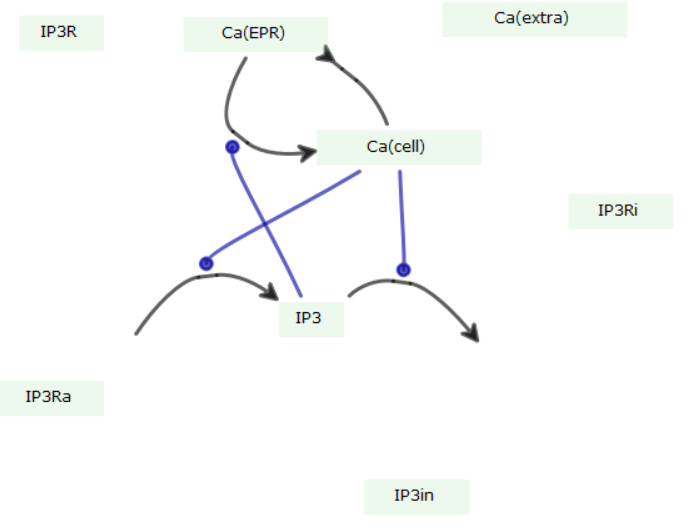 IP3R
Ca(EPR)
Ca(extra)
Ca(cell)
IP3Ri
IP3
IP3Ra
IP3in